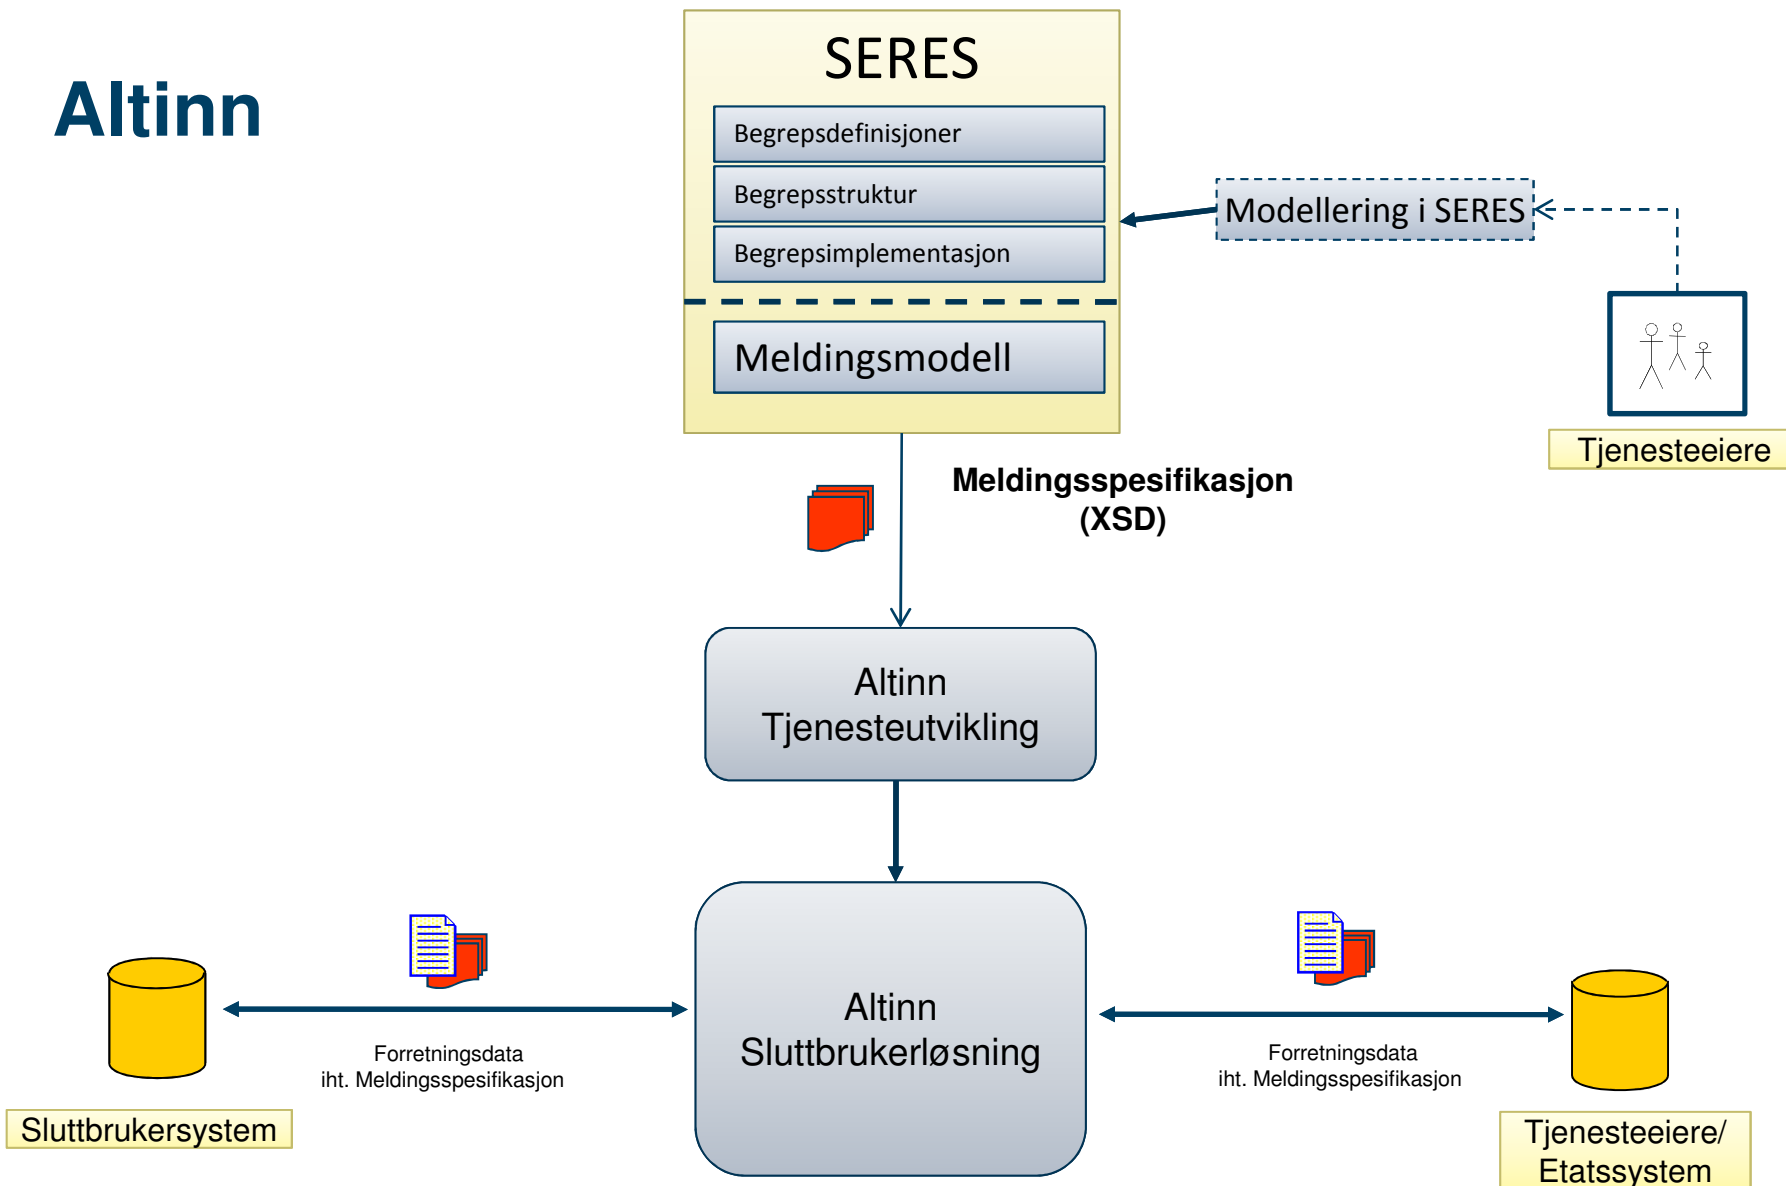 Altinn
SERES
Begrepsdefinisjoner
Begrepsstruktur
Begrepsimplementasjon
Meldingsmodell
Modellering i SERES
Tjenesteeiere
Meldingsspesifikasjon
(XSD)
Altinn
Tjenesteutvikling
Altinn
Sluttbrukerløsning
Forretningsdata
iht. Meldingsspesifikasjon
Sluttbrukersystem
Forretningsdata
iht. Meldingsspesifikasjon
Tjenesteeiere/
Etatssystem